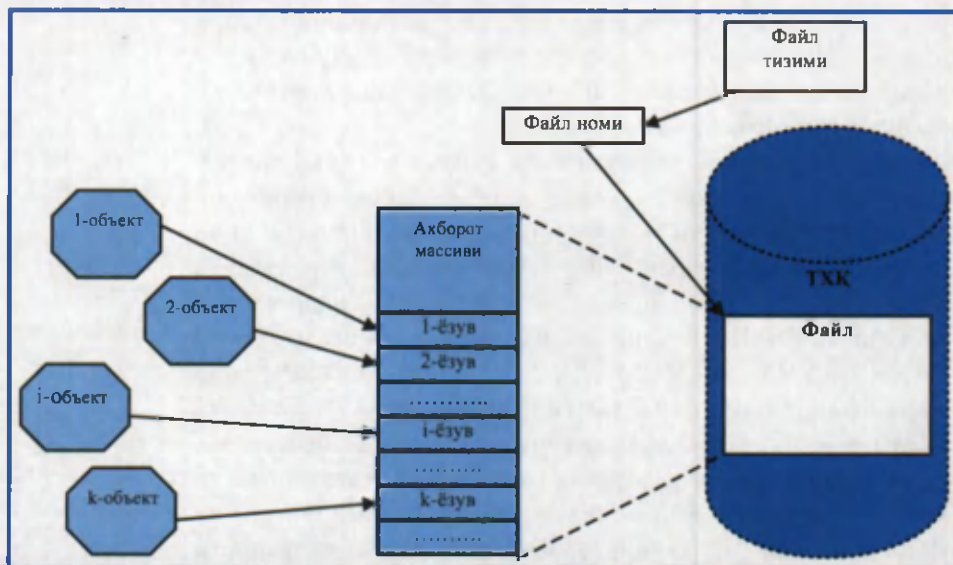 Файл
тизими
Файл номи
1-объект
Ахборот
массиви
ТХҚ
2-объект
1-ёзув
Файл
2-ёзув
...........
i-Объект
i-ёзув
..........
k-объект
k-ёзув
..........